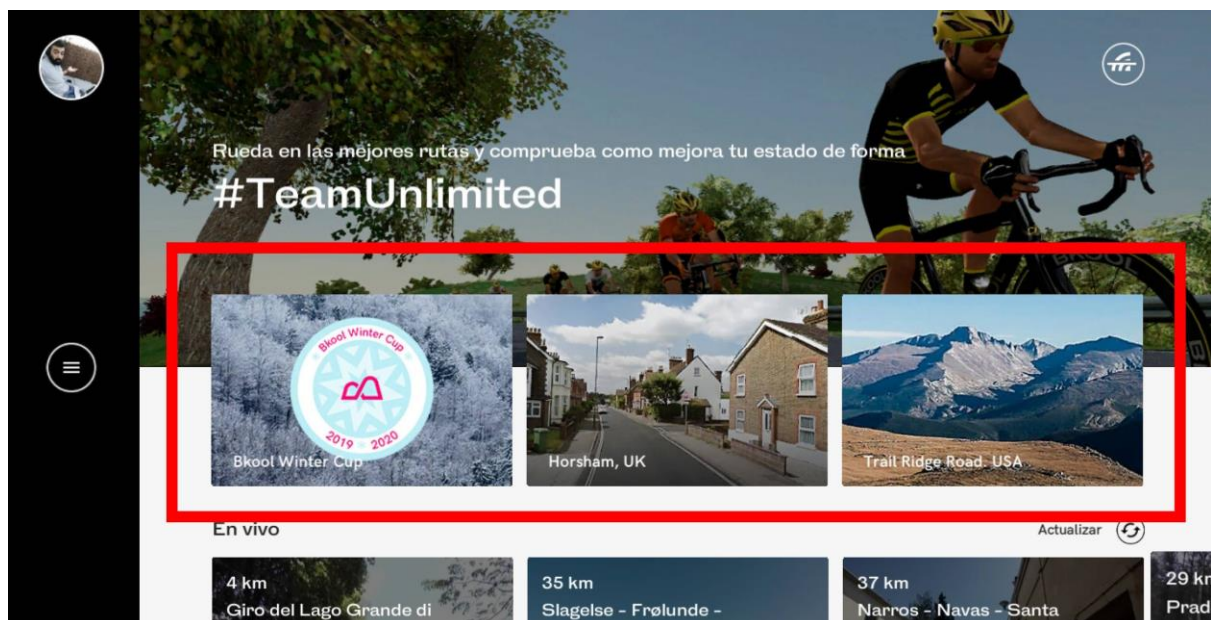 Rueda en las mejores rutas y comprueba como mejora tu estado de forma
#TeamUnlimited
BKOOL
Bkool Winter Cup
2019 2020
Bkool Winter Cup
Horsham, UK
Trail Ridge Road. USA
En vivo
Actualizar
4 km
Giro del Lago Grande di
35 km
Slagelse - Frølunde -
37 km
Narros - Navas - Santa
29 km
Prad